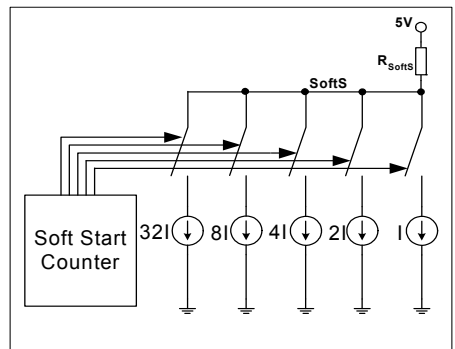 5V
RSoftS
SoftS
Soft Start
Counter
32I
8I
4I
2I
I